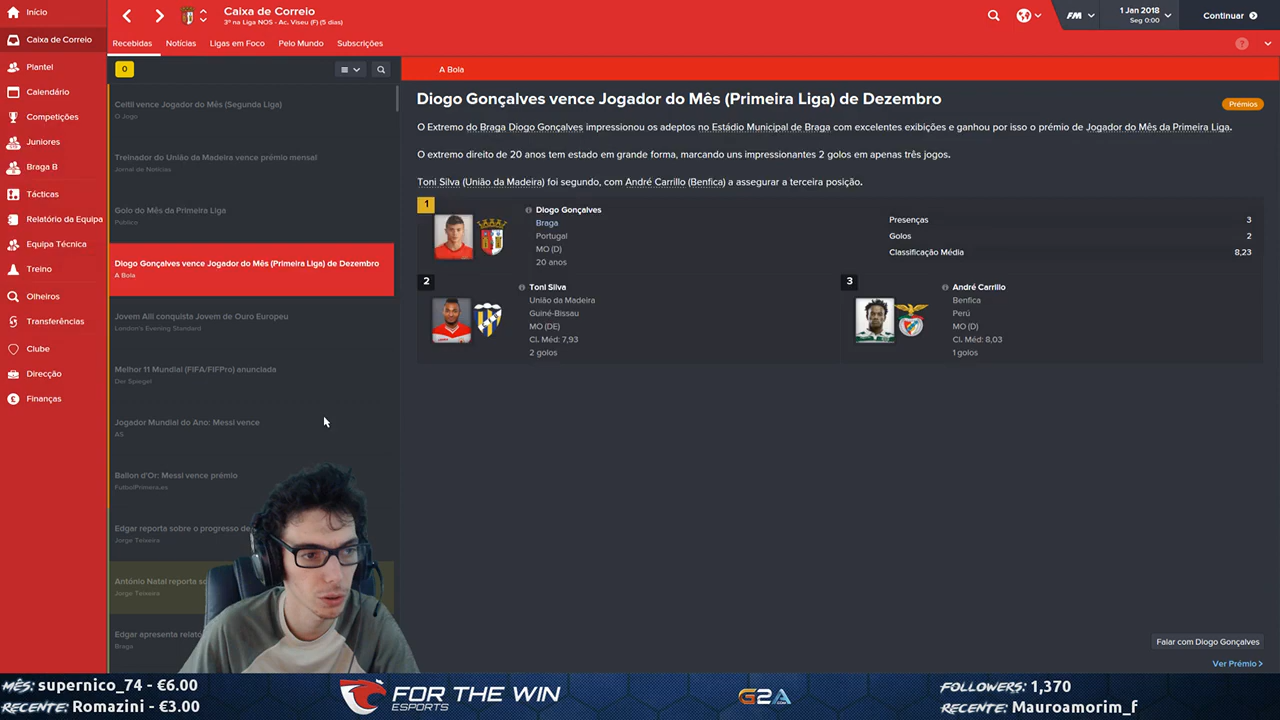 Início
Caixa de Correio
Plantel
Calendário
Competições
Juniores
Braga B
Tácticas
Relatório da Equipa
Equipa Técnica
Treino
Olheiros
Transferências
Clube
Direcção
Finanças
Caixa de Correio
3º na Liga NOS - Ac. Viseu (F) (5 dias)
FM
1 Jan 2018
Seg 0:00
Continuar
Recebidas
Notícias
Ligas em Foco
Pelo Mundo
Subscrições
0
Ceitil vence Jogador do Mês (Segunda Liga)
O Jogo
Treinador do União da Madeira vence prémio mensal
Jornal de Notícias
Golo do Mês da Primeira Liga
Público
Diogo Gonçalves vence Jogador do Mês (Primeira Liga) de Dezembro
A Bola
Jovem Alli conquista Jovem de Ouro Europeu
London's Evening Standard
Melhor 11 Mundial (FIFA/FIFPro) anunciada
Der Spiegel
Jogador Mundial do Ano: Messi vence
AS
Ballon d'Or: Messi vence prémio
FutbolPrimera.es
Edgar reporta sobre o progresso de
Jorge Teixeira
António Natal reporta so
Jorge Teixeira
Edgar apresenta relató
Braga
A Bola
Diogo Gonçalves vence Jogador do Mês (Primeira Liga) de Dezembro
Prémios
O Extremo do Braga Diogo Gonçalves impressionou os adeptos no Estádio Municipal de Braga com excelentes exibições e ganhou por isso o prémio de Jogador do Mês da Primeira Liga.
O extremo direito de 20 anos tem estado em grande forma, marcando uns impressionantes 2 golos em apenas três jogos.
Toni Silva (União da Madeira) foi segundo, com André Carrillo (Benfica) a assegurar a terceira posição.
1
Diogo Gonçalves
Braga
Portugal
MO (D)
20 anos
Presenças 3
Golos 2
Classificação Média 8,23
2
Toni Silva
União da Madeira
Guiné-Bissau
MO (DE)
Cl. Méd: 7,93
2 golos
3
André Carrillo
Benfica
Perú
MO (D)
Cl. Méd: 8,03
1 golos
Falar com Diogo Gonçalves
Ver Prémio >
MÊS: supernico_74 - €6.00
RECENTE: Romazini - €3.00
FOR THE WIN
ESPORTS
G2A.COM
FOLLOWERS: 1,370
RECENTE: Mauroamorim_f